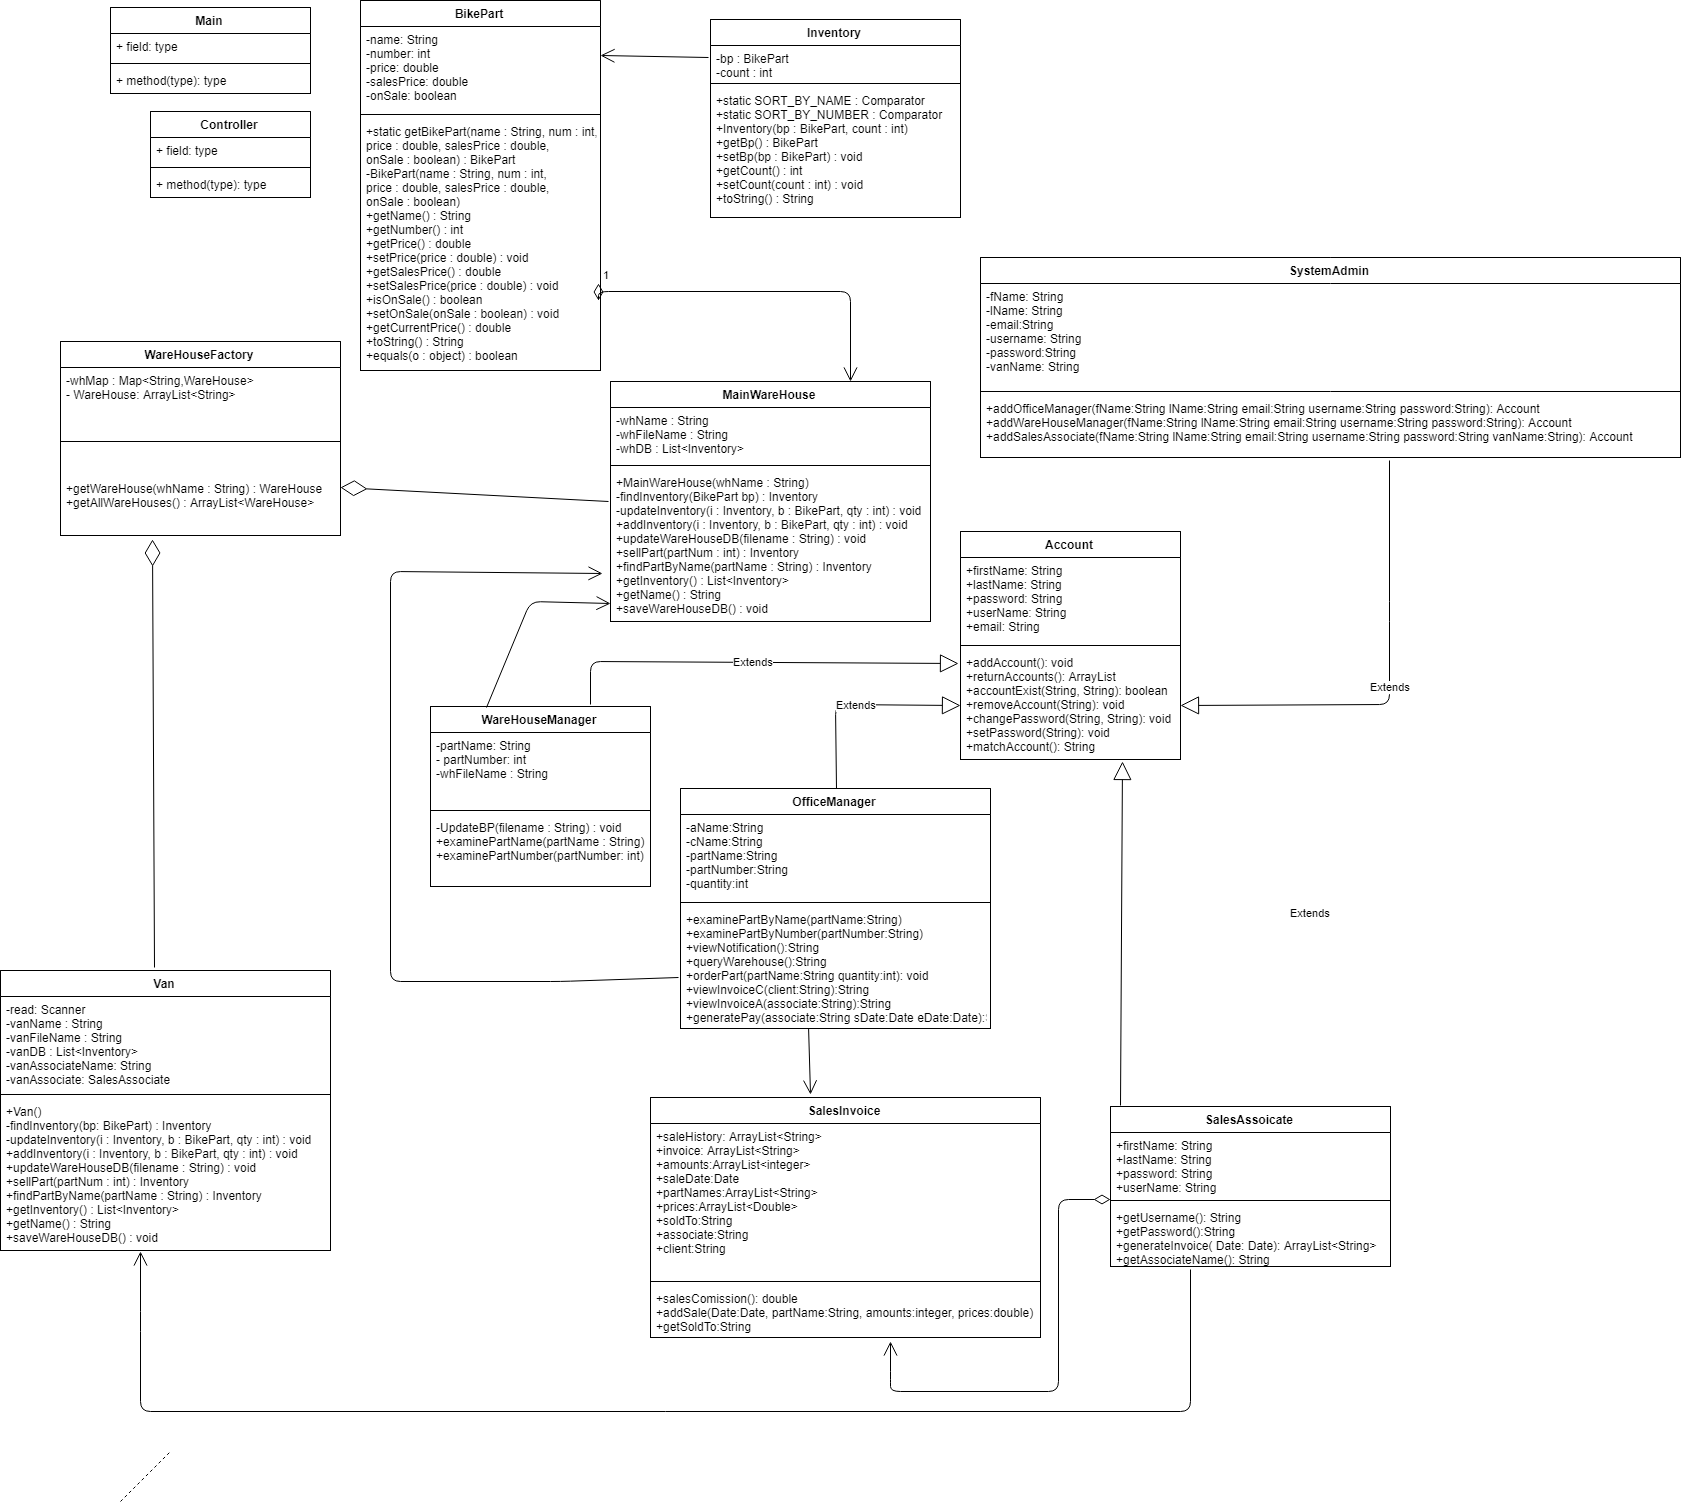 Main
+ field: type
+ method(type): type
Controller
+ field: type
+ method(type): type
BikePart
-name: String
-number: int
-price: double
-salesPrice: double
-onSale: boolean
+static getBikePart(name : String, num : int,
price : double, salesPrice : double,
onSale : boolean) : BikePart
-BikePart(name : String, num : int,
price : double, salesPrice : double,
onSale : boolean)
+getName() : String
+getNumber() : int
+getPrice() : double
+setPrice(price : double) : void
+getSalesPrice() : double
+setSalesPrice(price : double) : void
+isOnSale() : boolean
+setOnSale(onSale : boolean) : void
+getCurrentPrice() : double
+toString() : String
+equals(o : object) : boolean
Inventory
-bp : BikePart
-count : int
+static SORT_BY_NAME : Comparator
+static SORT_BY_NUMBER : Comparator
+Inventory(bp : BikePart, count : int)
+getBp() : BikePart
+setBp(bp : BikePart) : void
+getCount() : int
+setCount(count : int) : void
+toString() : String
1
SystemAdmin
-fName: String
-lName: String
-email:String
-username: String
-password:String
-vanName: String
+addOfficeManager(fName:String lName:String email:String username:String password:String): Account
+addWareHouseManager(fName:String lName:String email:String username:String password:String): Account
+addSalesAssociate(fName:String lName:String email:String username:String password:String vanName:String): Account
WareHouseFactory
-whMap : Map<String,WareHouse>
- WareHouse: ArrayList<String>
+getWareHouse(whName : String) : WareHouse
+getAllWareHouses() : ArrayList<WareHouse>
MainWareHouse
-whName : String
-whFileName : String
-whDB : List<Inventory>
+MainWareHouse(whName : String)
-findInventory(BikePart bp) : Inventory
-updateInventory(i : Inventory, b : BikePart, qty : int) : void
+addInventory(i : Inventory, b : BikePart, qty : int) : void
+updateWareHouseDB(filename : String) : void
+sellPart(partNum : int) : Inventory
+findPartByName(partName : String) : Inventory
+getInventory() : List<Inventory>
+getName() : String
+saveWareHouseDB() : void
Account
+firstName: String
+lastName: String
+password: String
+userName: String
+email: String
+addAccount(): void
+returnAccounts(): ArrayList
+accountExist(String, String): boolean
+removeAccount(String): void
+changePassword(String, String): void
+setPassword(String): void
+matchAccount(): String
Extends
Extends
Extends
Extends
WareHouseManager
-partName: String
- partNumber: int
-whFileName : String
-UpdateBP(filename : String) : void
+examinePartName(partName : String)
+examinePartNumber(partNumber: int)
OfficeManager
-aName:String
-cName:String
-partName:String
-partNumber:String
-quantity:int
+examinePartByName(partName:String)
+examinePartByNumber(partNumber:String)
+viewNotification():String
+queryWarehouse():String
+orderPart(partName:String quantity:int): void
+viewInvoiceC(client:String):String
+viewInvoiceA(associate:String):String
+generatePay(associate:String sDate:Date eDate:Date):
Van
-read: Scanner
-vanName : String
-vanFileName : String
-vanDB : List<Inventory>
-vanAssociateName: String
-vanAssociate: SalesAssociate
+Van()
-findInventory(bp: BikePart) : Inventory
-updateInventory(i : Inventory, b : BikePart, qty : int) : void
+addInventory(i : Inventory, b : BikePart, qty : int) : void
+updateWareHouseDB(filename : String) : void
+sellPart(partNum : int) : Inventory
+findPartByName(partName : String) : Inventory
+getInventory() : List<Inventory>
+getName() : String
+saveWareHouseDB() : void
SalesInvoice
+saleHistory: ArrayList<String>
+invoice: ArrayList<String>
+amounts:ArrayList<integer>
+saleDate:Date
+partNames:ArrayList<String>
+prices:ArrayList<Double>
+soldTo:String
+associate:String
+client:String
+salesComission(): double
+addSale(Date:Date, partName:String, amounts:integer, prices:double)
+getSoldTo:String
SalesAssoicate
+firstName: String
+lastName: String
+password: String
+userName: String
+getUsername(): String
+getPassword():String
+generateInvoice( Date: Date): ArrayList<String>
+getAssociateName(): String